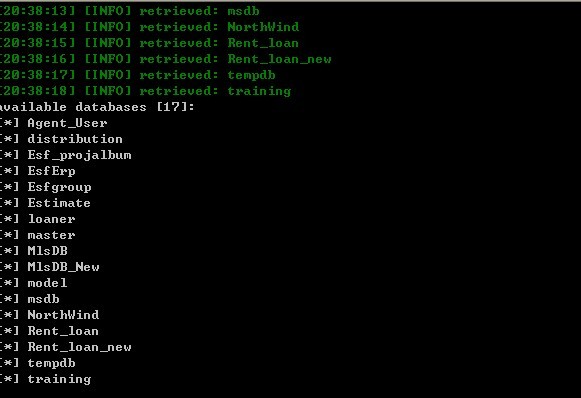 [20:38:13] [INFO] retrieved: msdb
[20:38:14] [INFO] retrieved: NorthWind
[20:38:15] [INFO] retrieved: Rent_loan
[20:38:16] [INFO] retrieved: Rent_loan_new
[20:38:17] [INFO] retrieved: tempdb
[20:38:18] [INFO] retrieved: training
available databases [17]:
[*] Agent_User
[*] distribution
[*] Esf_projalbum
[*] EsfErp
[*] Esfgroup
[*] Estimate
[*] loaner
[*] master
[*] MlsDB
[*] MlsDB_New
[*] model
[*] msdb
[*] NorthWind
[*] Rent_loan
[*] Rent_loan_new
[*] tempdb
[*] training